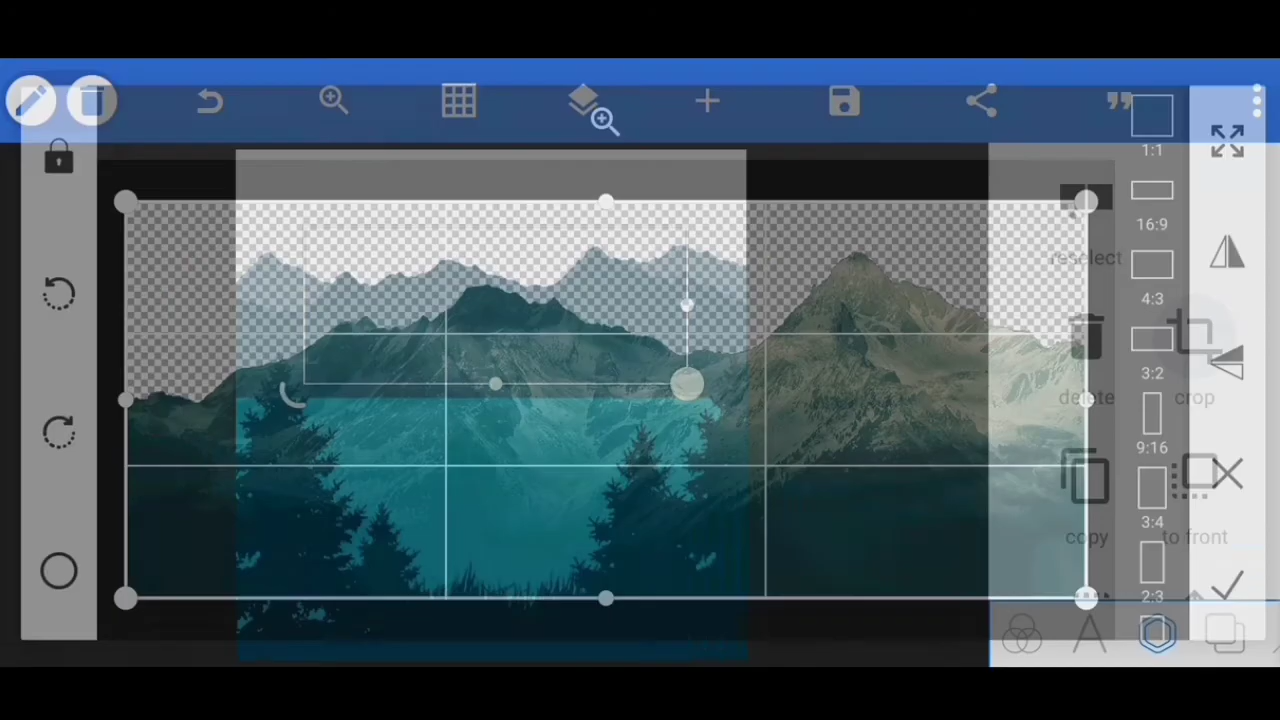 1:1
16:9
reselect
4:3
3:2
delete
crop
9:16
3:4
copy
to front
2:3
A